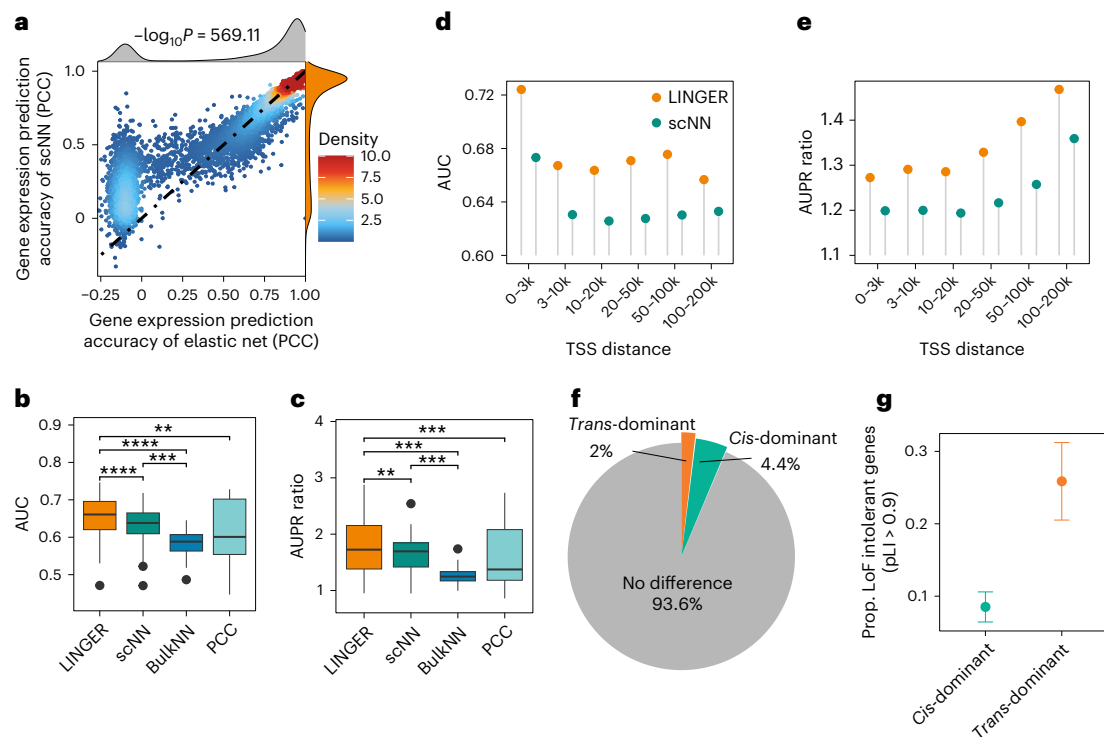 a
−log10P = 569.11
Gene expression prediction
accuracy of scNN (PCC)
1.0
0.5
0
−0.25
0
0.25
0.50
0.75
1.00
Gene expression prediction
accuracy of elastic net (PCC)
Density
10.0
7.5
5.0
2.5
d
AUC
0.72
0.68
0.64
0.60
LINGER
scNN
0–3k
3–10k
10–20k
20–50k
50–100k
100–200k
TSS distance
e
AUPR ratio
1.4
1.3
1.2
1.1
0–3k
3–10k
10–20k
20–50k
50–100k
100–200k
TSS distance
b
AUC
0.9
0.8
0.7
0.6
0.5
**
****
***
****
LINGER
scNN
BulkNN
PCC
c
AUPR ratio
4
3
2
1
***
***
***
**
LINGER
scNN
BulkNN
PCC
f
Trans-dominant
2%
Cis-dominant
4.4%
No difference
93.6%
g
Prop. LoF intolerant genes
(pLI > 0.9)
0.3
0.2
0.1
Cis-dominant
Trans-dominant